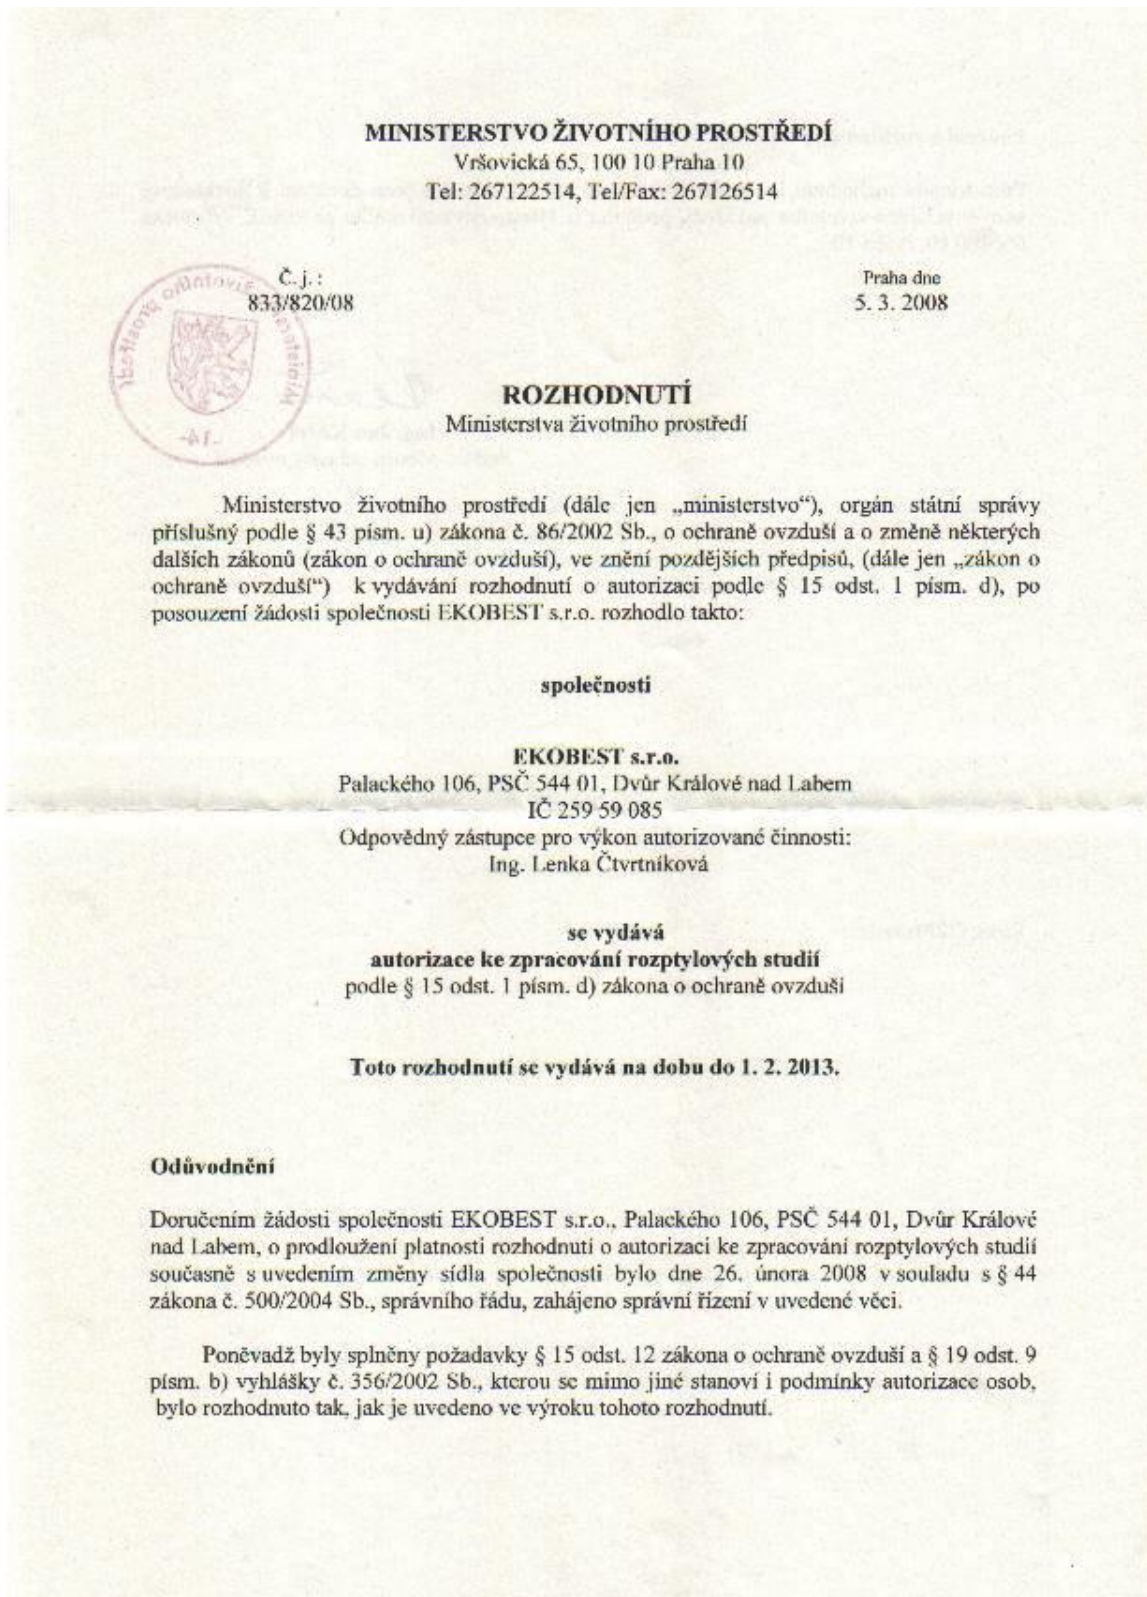 MINISTERSTVO ŽIVOTNÍHO PROSTŘEDÍ
Vršovická 65, 100 10 Praha 10
Tel: 267122514, Tel/Fax: 267126514
Č. j. :
833/820/08
Praha dne
5. 3. 2008
ROZHODNUTÍ
Ministerstva životního prostředí
Ministerstvo životního prostředí (dále jen „ministerstvo“), orgán státní správy
příslušný podle § 43 písm. u) zákona č. 86/2002 Sb., o ochraně ovzduší a o změně některých
dalších zákonů (zákon o ochraně ovzduší), ve znění pozdějších předpisů, (dále jen „zákon o
ochraně ovzduší“) k vydávání rozhodnutí o autorizaci podle § 15 odst. 1 písm. d), po
posouzení žádosti společnosti EKOBEST s.r.o. rozhodlo takto:
společnosti
EKOBEST s.r.o.
Palackého 106, PSČ 544 01, Dvůr Králové nad Labem
IČ 259 59 085
Odpovědný zástupce pro výkon autorizované činnosti:
Ing. Lenka Čtvrtníková
se vydává
autorizace ke zpracování rozptylových studií
podle § 15 odst. 1 písm. d) zákona o ochraně ovzduší
Toto rozhodnutí se vydává na dobu do 1. 2. 2013.
Odůvodnění
Doručením žádosti společnosti EKOBEST s.r.o., Palackého 106, PSČ 544 01, Dvůr Králové
nad Labem, o prodloužení platnosti rozhodnutí o autorizaci ke zpracování rozptylových studií
současně s uvedením změny sídla společnosti bylo dne 26. února 2008 v souladu s § 44
zákona č. 500/2004 Sb., správního řádu, zahájeno správní řízení v uvedené věci.
Poněvadž byly splněny požadavky § 15 odst. 12 zákona o ochraně ovzduší a § 19 odst. 9
písm. b) vyhlášky č. 356/2002 Sb., kterou se mimo jiné stanoví i podmínky autorizace osob,
bylo rozhodnuto tak, jak je uvedeno ve výroku tohoto rozhodnutí.